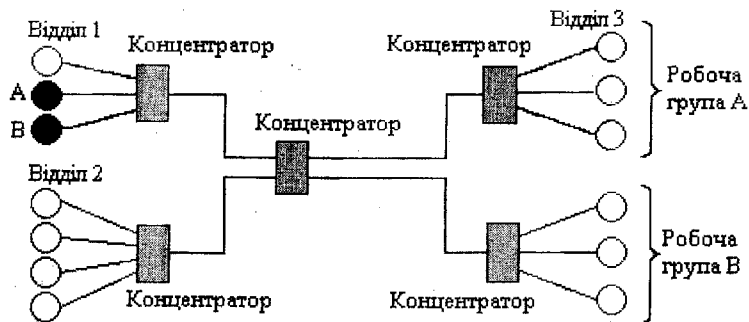 Відділ 1
Концентратор
A
B
Відділ 2
Концентратор
Концентратор
Відділ 3
Концентратор
Робоча
група A
Концентратор
Робоча
група B